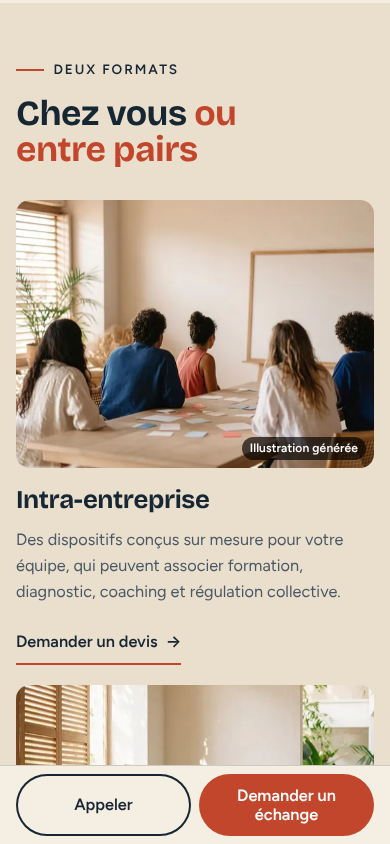 DEUX FORMATS
Chez vous ou
entre pairs
Illustration générée
Intra-entreprise
Des dispositifs conçus sur mesure pour votre
équipe, qui peuvent associer formation,
diagnostic, coaching et régulation collective.
Demander un devis →
Appeler
Demander un
échange